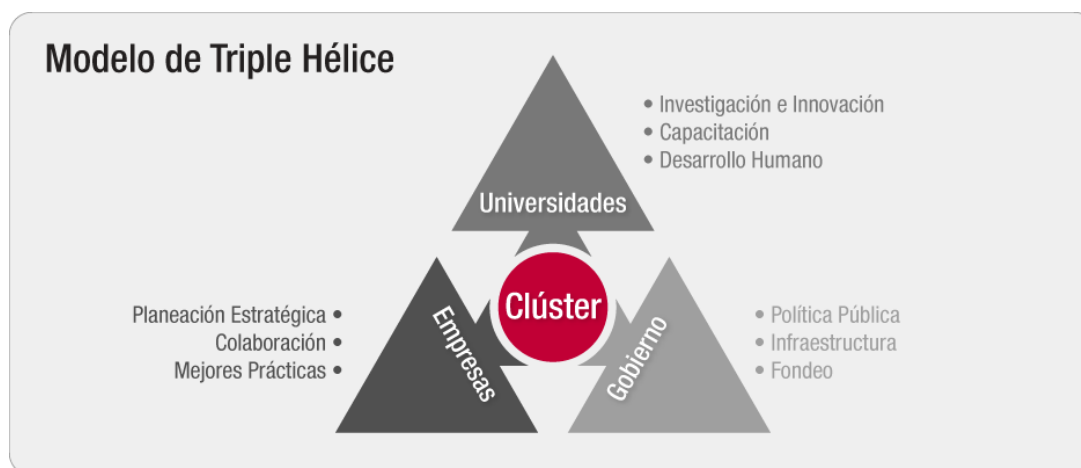 Modelo de Triple Hélice
• Investigación e Innovación
• Capacitación
• Desarrollo Humano
Universidades
Clúster
Planeación Estratégica •
Colaboración •
Mejores Prácticas •
Empresas
Gobierno
• Política Pública
• Infraestructura
• Fondeo